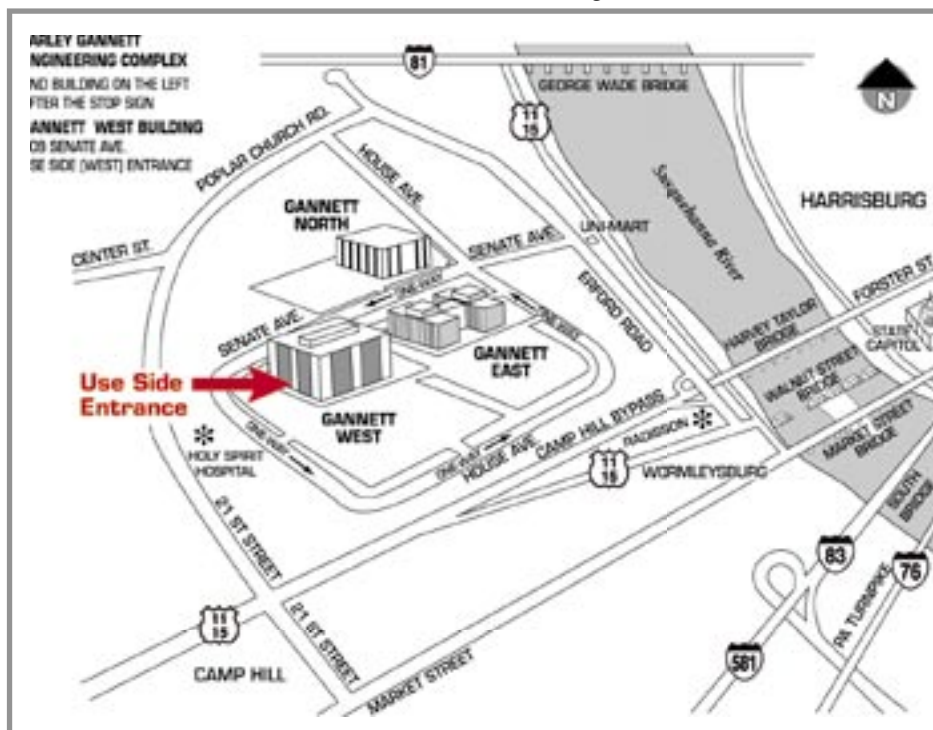 ARLEY GANNETT
NGINEERING COMPLEX
ND BUILDING ON THE LEFT
FTER THE STOP SIGN
ANNETT WEST BUILDING
09 SENATE AVE.
SE SIDE (WEST) ENTRANCE
81
GEORGE WADE BRIDGE
11
15
N
POPLAR CHURCH RD.
HOUSE AVE.
Susquehanna River
HARRISBURG
GANNETT
NORTH
UNI-MART
CENTER ST.
SENATE AVE.
ERFORD ROAD
FORSTER ST.
ONE WAY
ONE WAY
SENATE AVE.
HARVEY TAYLOR
BRIDGE
STATE
CAPITOL
GANNETT
EAST
WALNUT STREET
BRIDGE
Use Side
Entrance
GANNETT
WEST
CAMP HILL BYPASS
RADISSON
MARKET STREET
BRIDGE
ONE WAY
ONE WAY
HOUSE AVE.
HOLY SPIRIT
HOSPITAL
11
15
WORMLEYSBURG
SOUTH
BRIDGE
21 ST STREET
83
76
PA TURNPIKE
11
15
21 ST STREET
581
CAMP HILL
MARKET STREET